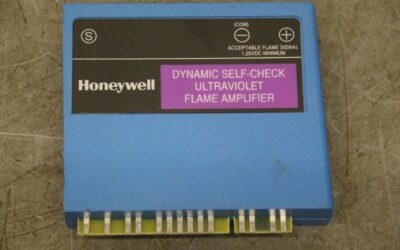 (COM)
S - +
ACCEPTABLE FLAME SIGNAL
1.25VDC MINIMUM
Honeywell
DYNAMIC SELF-CHECK
ULTRAVIOLET
FLAME AMPLIFIER